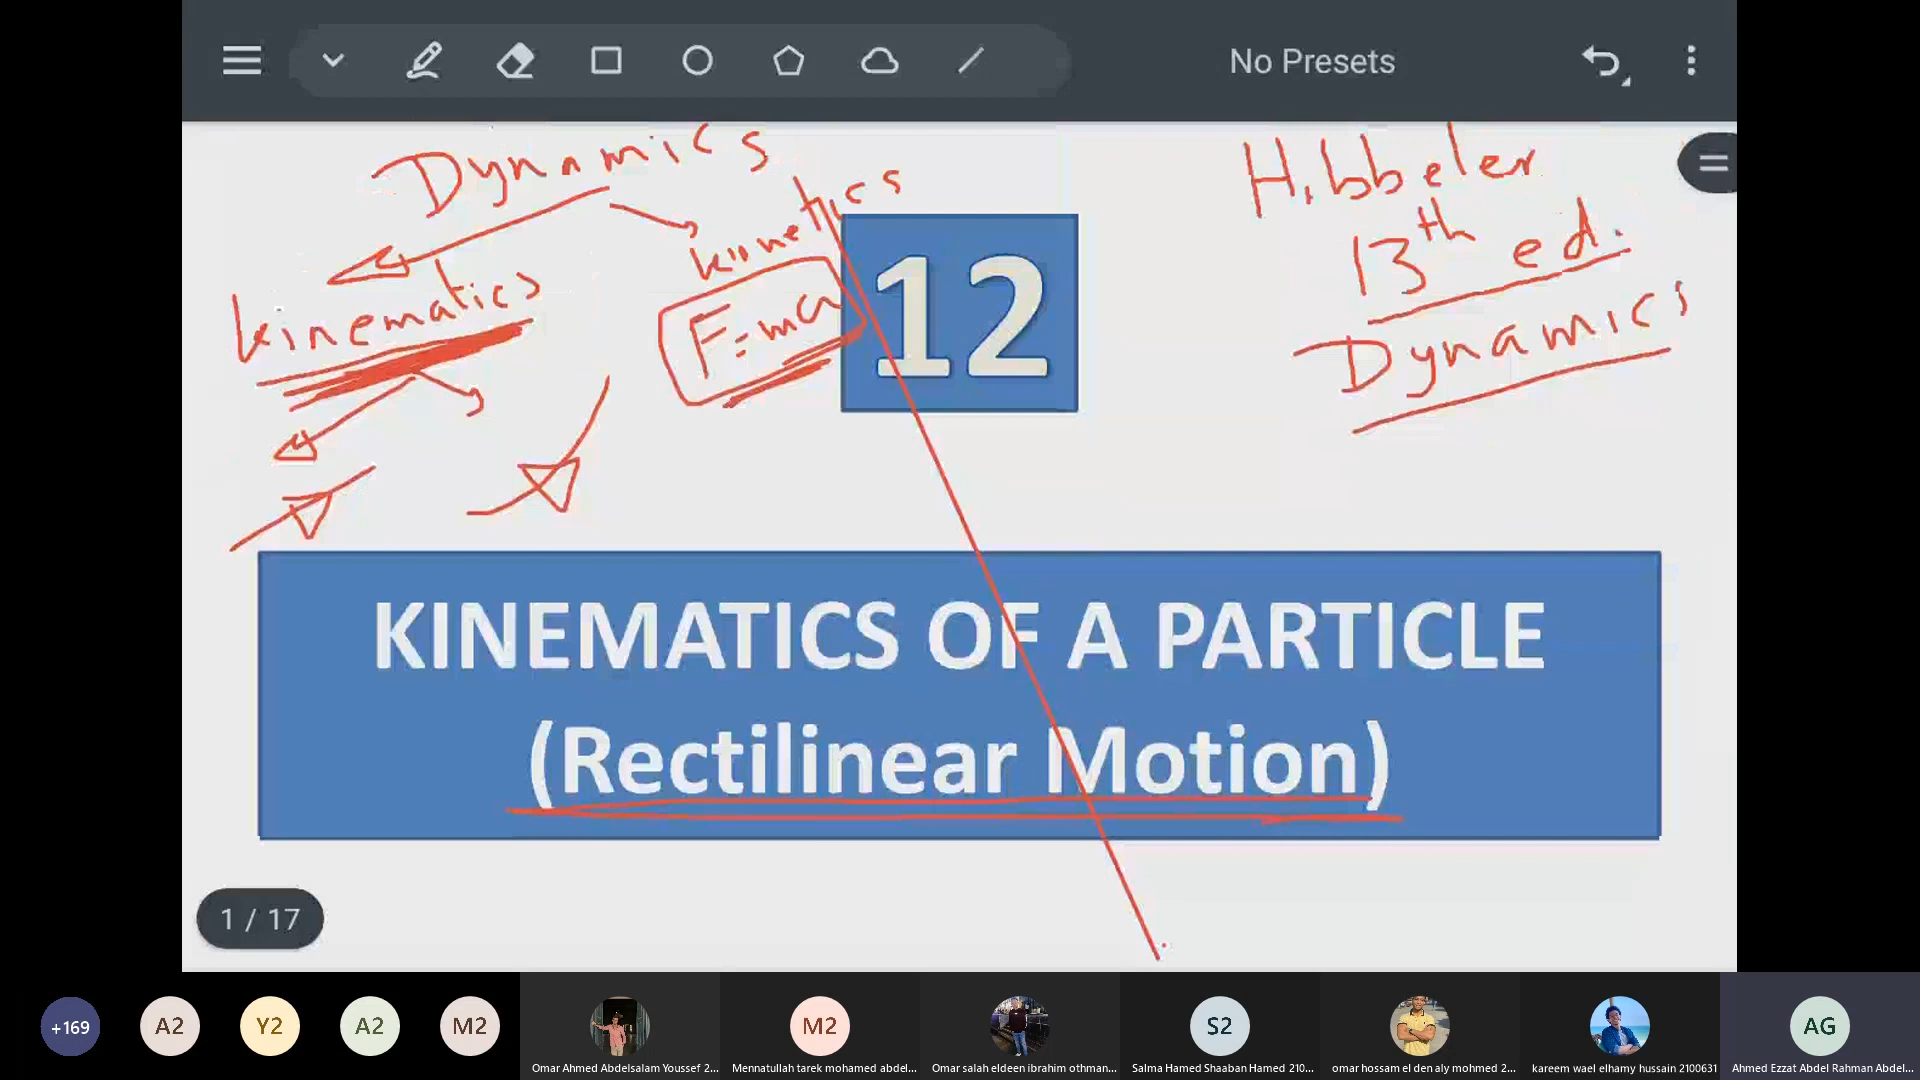 No Presets
Dynamics
Hibbeler
13th ed.
Dynamics
kinematics
kinetics
F=ma
12
KINEMATICS OF A PARTICLE
(Rectilinear Motion)
1 / 17
+169
A2
Y2
A2
M2
M2
S2
AG
Omar Ahmed Abdelsalam Youssef 2...
Mennatullah tarek mohamed abdel...
Omar salah eldeen ibrahim othman...
Salma Hamed Shaaban Hamed 210...
omar hossam el den aly mohmed 2...
kareem wael elhamy hussain 2100631
Ahmed Ezzat Abdel Rahman Abdel...